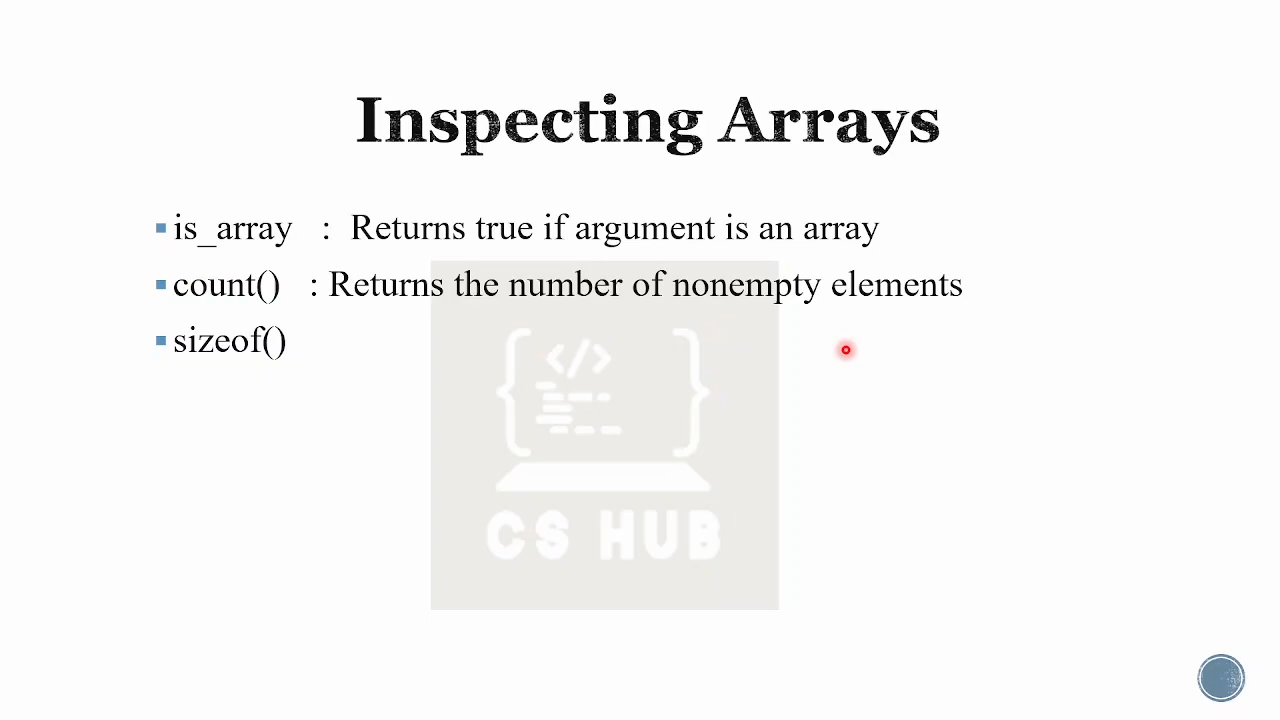 Inspecting Arrays
is_array : Returns true if argument is an array
count() : Returns the number of nonempty elements
sizeof()
</>
CS HUB